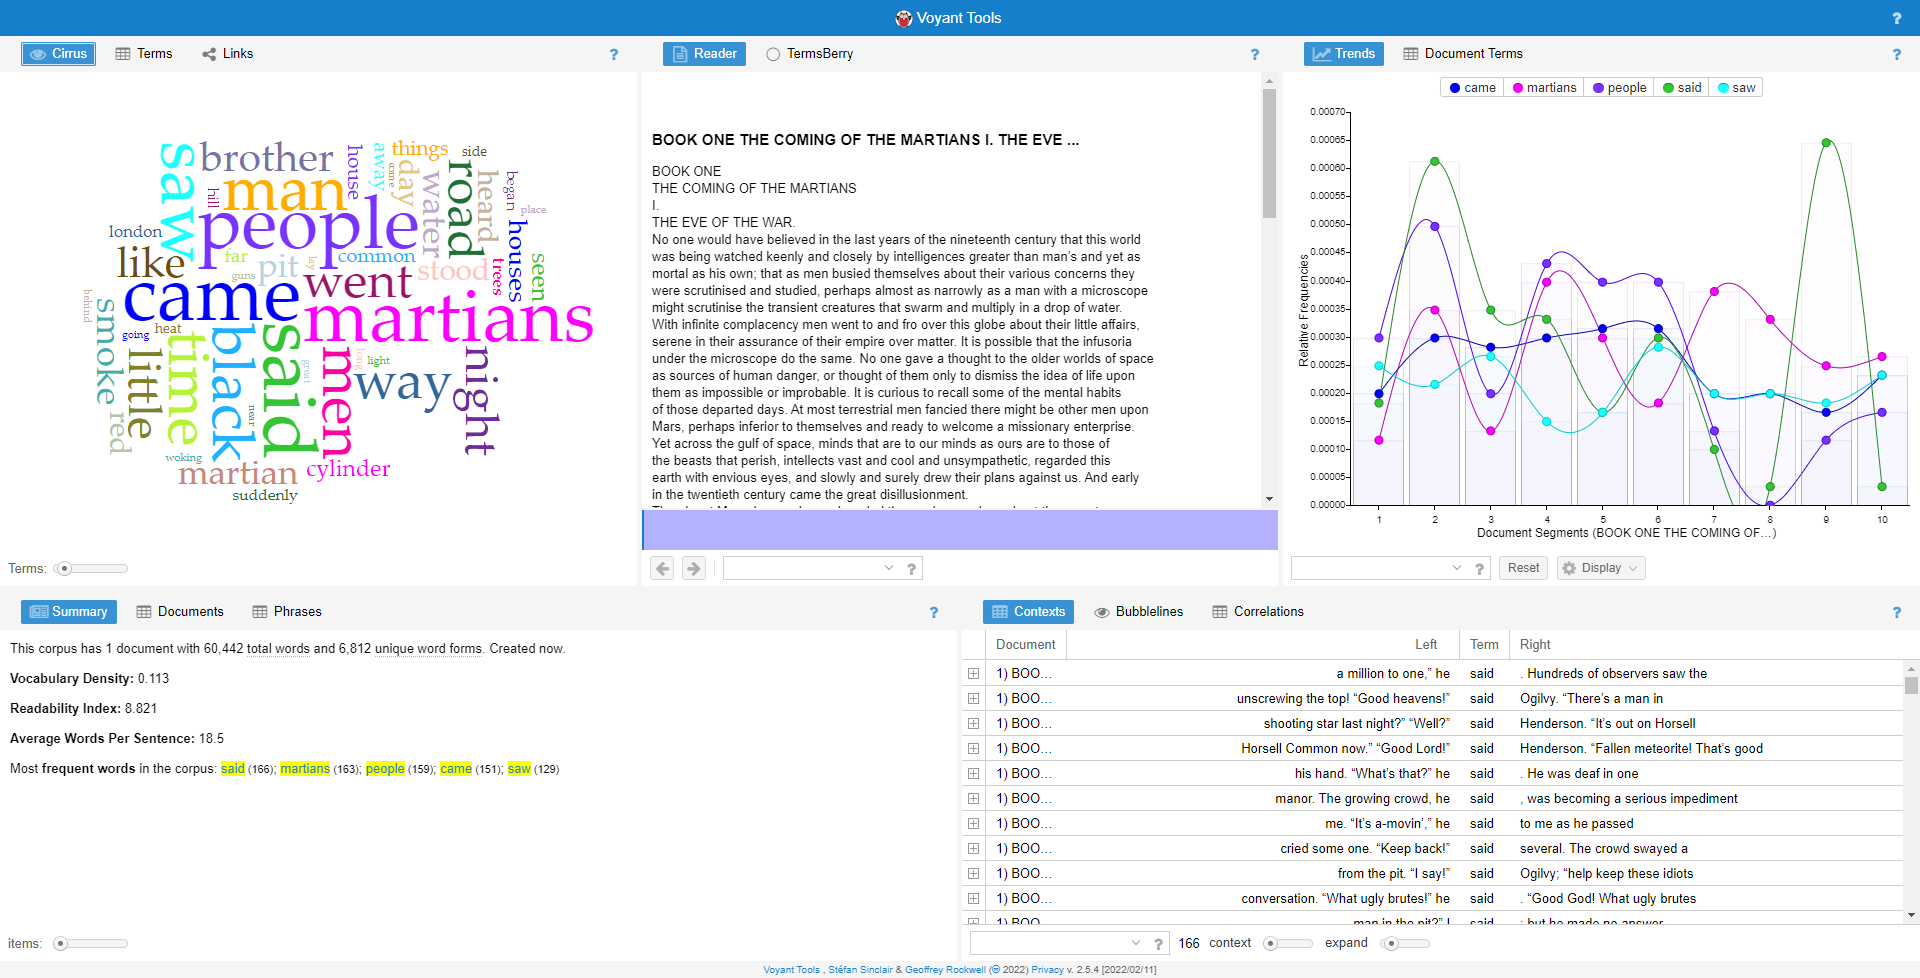 Voyant Tools
?
Cirrus
Terms
Links
?
Reader
TermsBerry
?
Trends
Document Terms
?
brother
saw
man
people
house
away
things
come
day
side
road
heard
began
place
water
hill
london
like
far
pit
lay
common
guns
stood
houses
trees
seen
went
came
martians
behind
smoke
going
heat
time
black
said
great
long
light
men
way
night
little
red
near
woking
martian
cylinder
suddenly
Terms:
BOOK ONE THE COMING OF THE MARTIANS I. THE EVE ...
BOOK ONE
THE COMING OF THE MARTIANS
I.
THE EVE OF THE WAR.
No one would have believed in the last years of the nineteenth century that this world
was being watched keenly and closely by intelligences greater than man’s and yet as
mortal as his own; that as men busied themselves about their various concerns they
were scrutinised and studied, perhaps almost as narrowly as a man with a microscope
might scrutinise the transient creatures that swarm and multiply in a drop of water.
With infinite complacency men went to and fro over this globe about their little affairs,
serene in their assurance of their empire over matter. It is possible that the infusoria
under the microscope do the same. No one gave a thought to the older worlds of space
as sources of human danger, or thought of them only to dismiss the idea of life upon
them as impossible or improbable. It is curious to recall some of the mental habits
of those departed days. At most terrestrial men fancied there might be other men upon
Mars, perhaps inferior to themselves and ready to welcome a missionary enterprise.
Yet across the gulf of space, minds that are to our minds as ours are to those of
the beasts that perish, intellects vast and cool and unsympathetic, regarded this
earth with envious eyes, and slowly and surely drew their plans against us. And early
in the twentieth century came the great disillusionment.
?
came martians people said saw
0.00070
0.00065
0.00060
0.00055
0.00050
0.00045
0.00040
0.00035
0.00030
0.00025
0.00020
0.00015
0.00010
0.00005
0.00000
Relative Frequencies
1 2 3 4 5 6 7 8 9 10
Document Segments (BOOK ONE THE COMING OF...)
?
Reset
Display
Summary
Documents
Phrases
?
This corpus has 1 document with 60,442 total words and 6,812 unique word forms. Created now.
Vocabulary Density: 0.113
Readability Index: 8.821
Average Words Per Sentence: 18.5
Most frequent words in the corpus: said (166); martians (163); people (159); came (151); saw (129)
items:
Contexts
Bubblelines
Correlations
?
Document Left Term Right
1) BOO... a million to one,” he said . Hundreds of observers saw the
1) BOO... unscrewing the top! “Good heavens!” said Ogilvy. “There’s a man in
1) BOO... shooting star last night?” “Well?” said Henderson. “It’s out on Horsell
1) BOO... Horsell Common now.” “Good Lord!” said Henderson. “Fallen meteorite! That’s good
1) BOO... his hand. “What’s that?” he said . He was deaf in one
1) BOO... manor. The growing crowd, he said , was becoming a serious impediment
1) BOO... me. “It’s a-movin’,” he said to me as he passed
1) BOO... cried some one. “Keep back!” said several. The crowd swayed a
1) BOO... from the pit. “I say!” said Ogilvy; “help keep these idiots
1) BOO... conversation. “What ugly brutes!” he said . “Good God! What ugly brutes
1) BOO... man in the pit?” I said ; but he made no answer
? 166 context expand
Voyant Tools , Stéfan Sinclair & Geoffrey Rockwell (© 2022) Privacy v. 2.5.4 [2022/02/11]